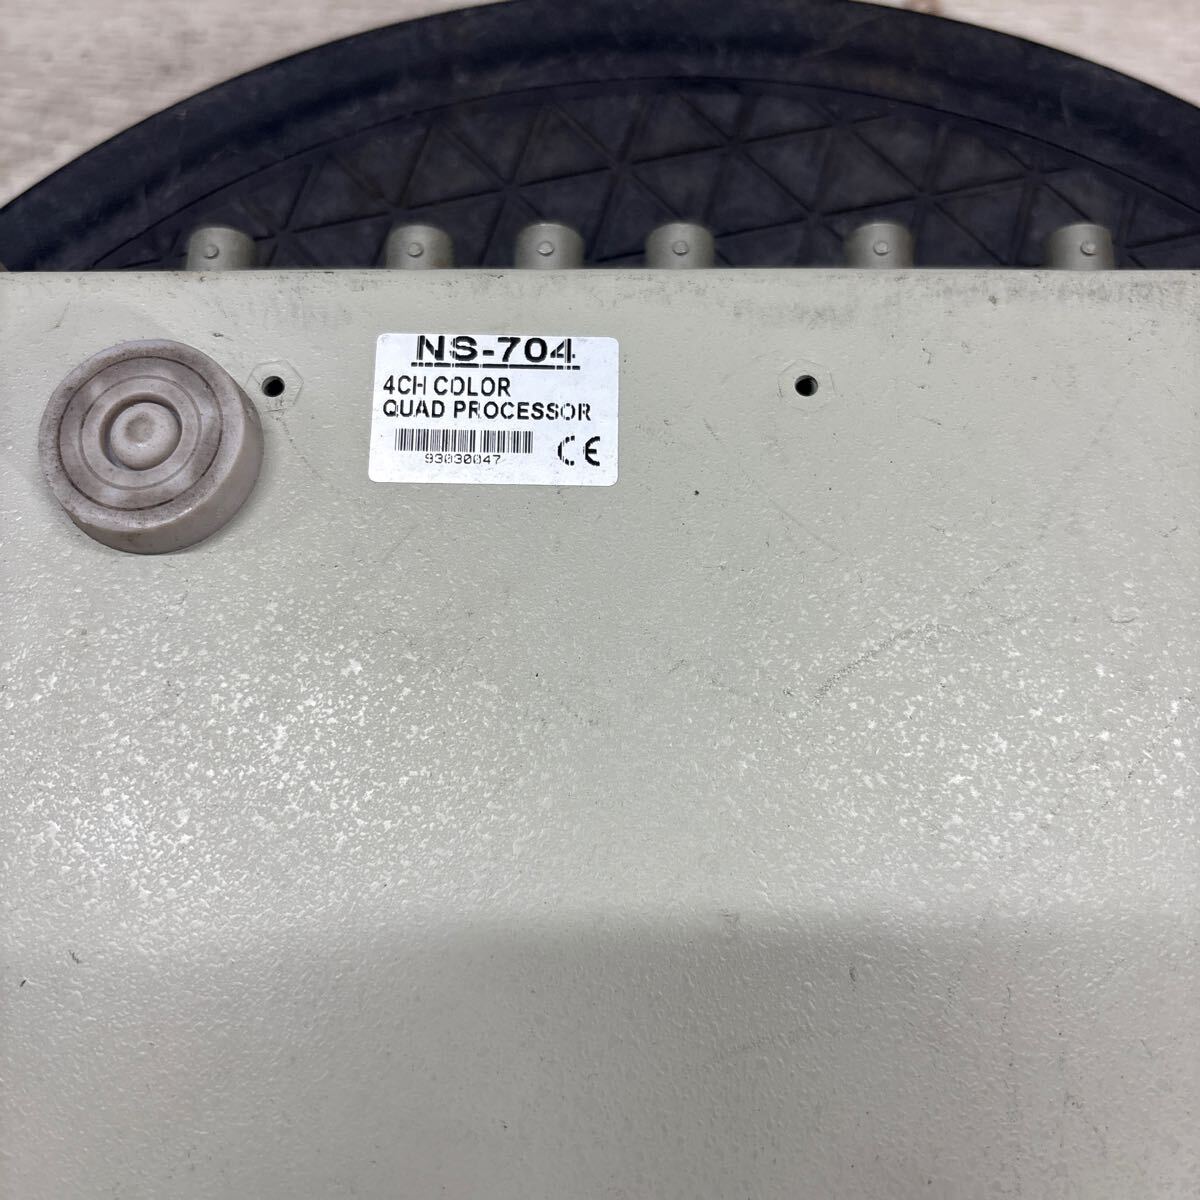 NS-704
4CH COLOR
QUAD PROCESSOR
93030047
CE